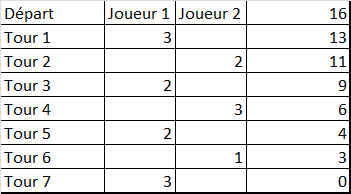 Départ Joueur 1 Joueur 2 16
Tour 1 3 13
Tour 2 2 11
Tour 3 2 9
Tour 4 3 6
Tour 5 2 4
Tour 6 1 3
Tour 7 3 0